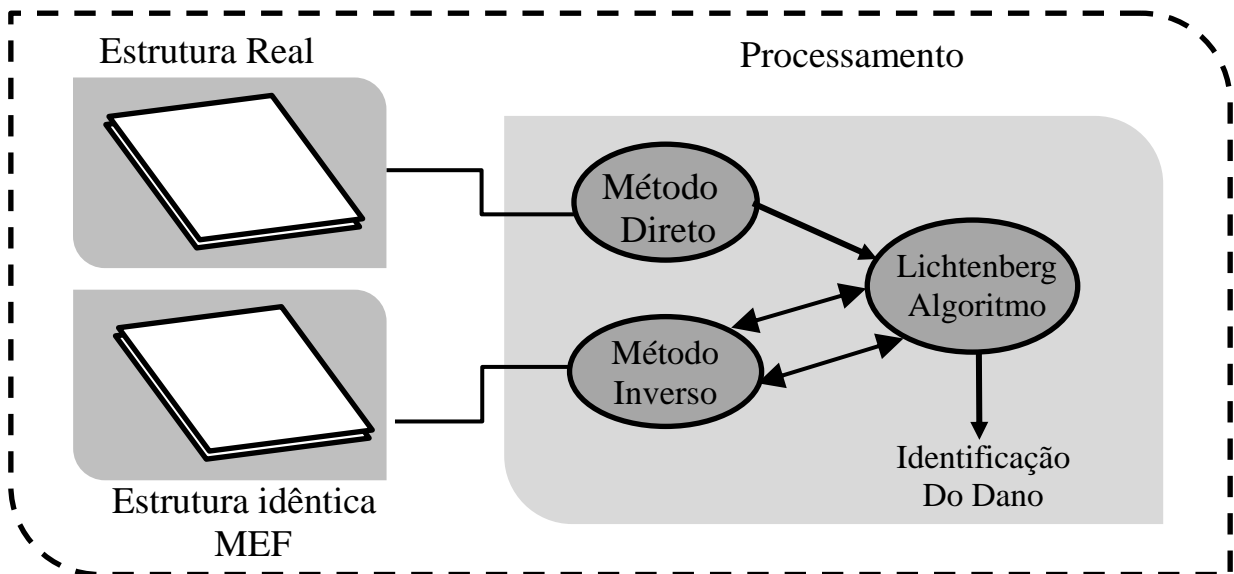 Estrutura Real
Processamento
Método
Direto
Lichtenberg
Algoritmo
Método
Inverso
Identificação
Do Dano
Estrutura idêntica
MEF